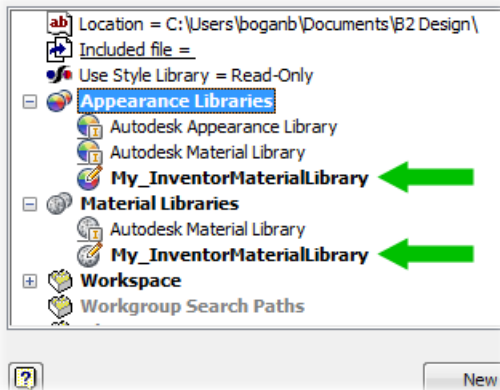 Location = C:\Users\boganb\Documents\B2 Design\
Included file =
Use Style Library = Read-Only
Appearance Libraries
Autodesk Appearance Library
Autodesk Material Library
My_InventorMaterialLibrary
Material Libraries
Autodesk Material Library
My_InventorMaterialLibrary
Workspace
Workgroup Search Paths
New